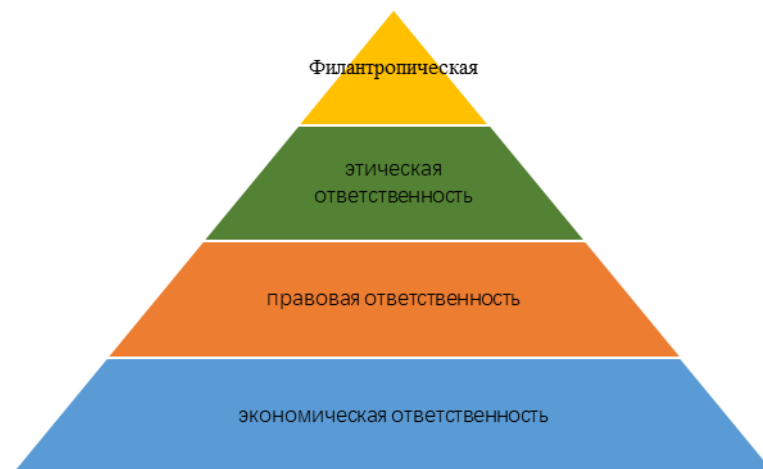 Филантропическая
этическая
ответственность
правовая ответственность
экономическая ответственность